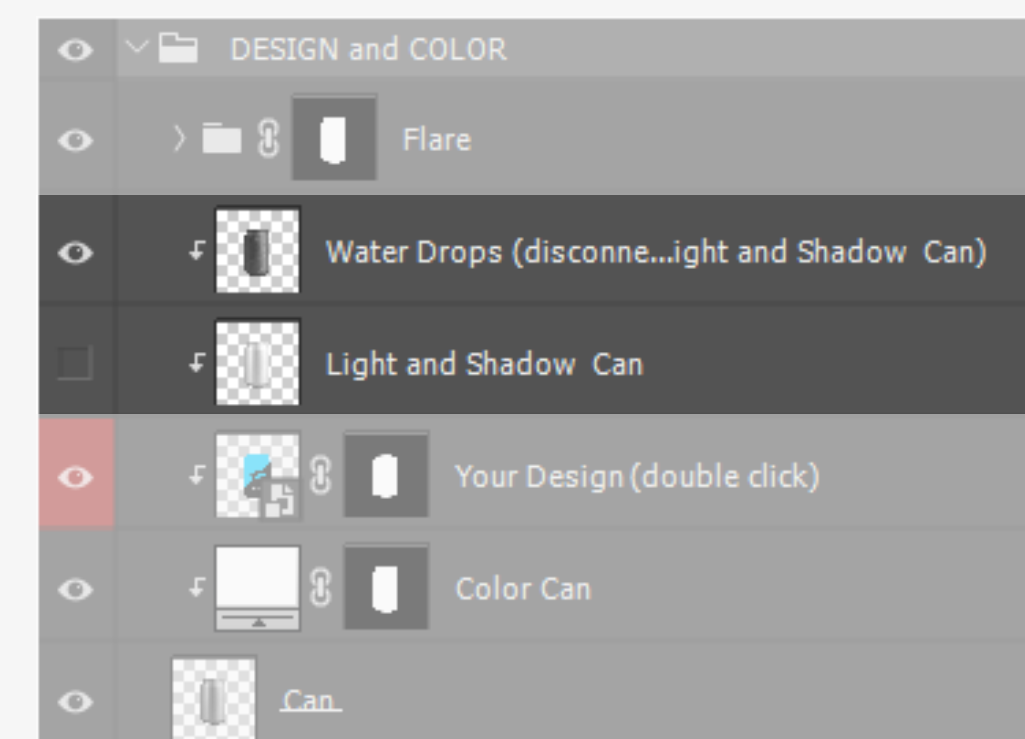 DESIGN and COLOR
Flare
Water Drops (disconne...ight and Shadow  Can)
Light and Shadow  Can
Your Design (double click)
Color Can
Can